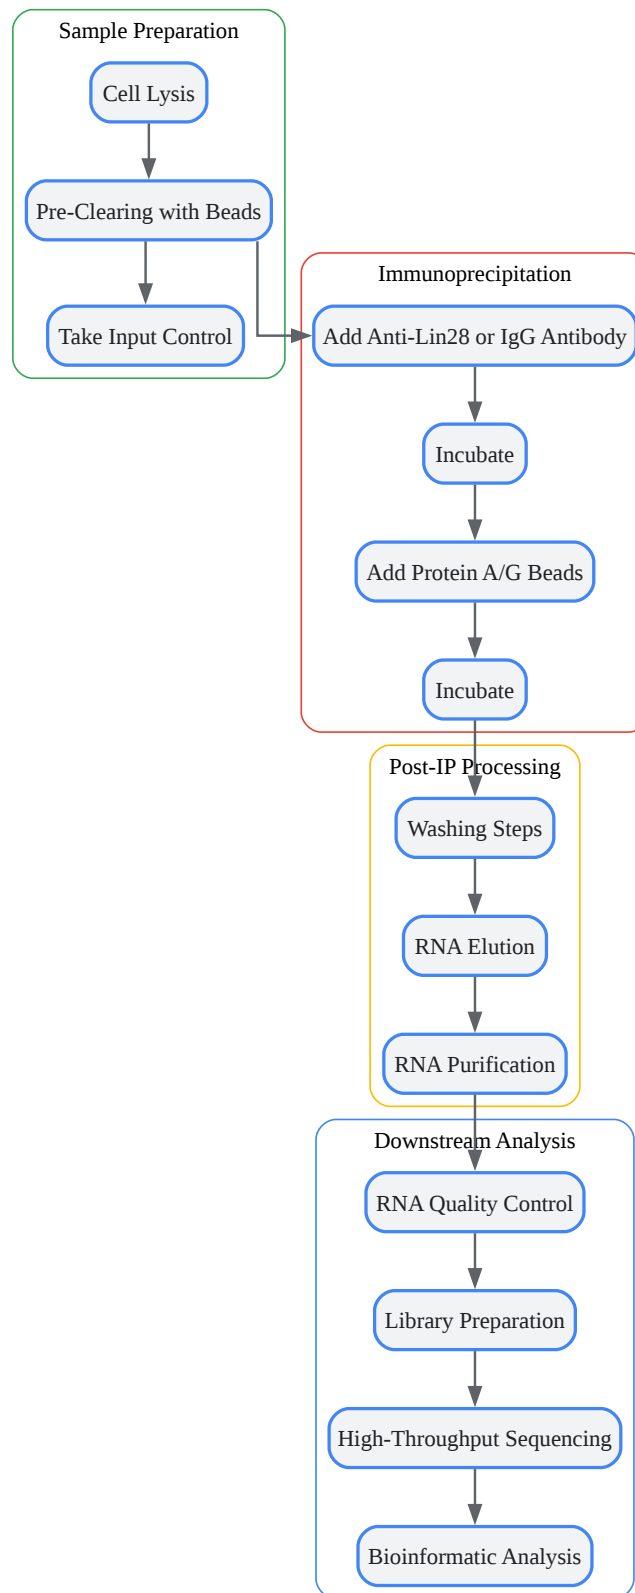 Sample Preparation
Cell Lysis
Pre-Clearing with Beads
Take Input Control
Immunoprecipitation
Add Anti-Lin28 or IgG Antibody
Incubate
Add Protein A/G Beads
Incubate
Post-IP Processing
Washing Steps
RNA Elution
RNA Purification
Downstream Analysis
RNA Quality Control
Library Preparation
High-Throughput Sequencing
Bioinformatic Analysis